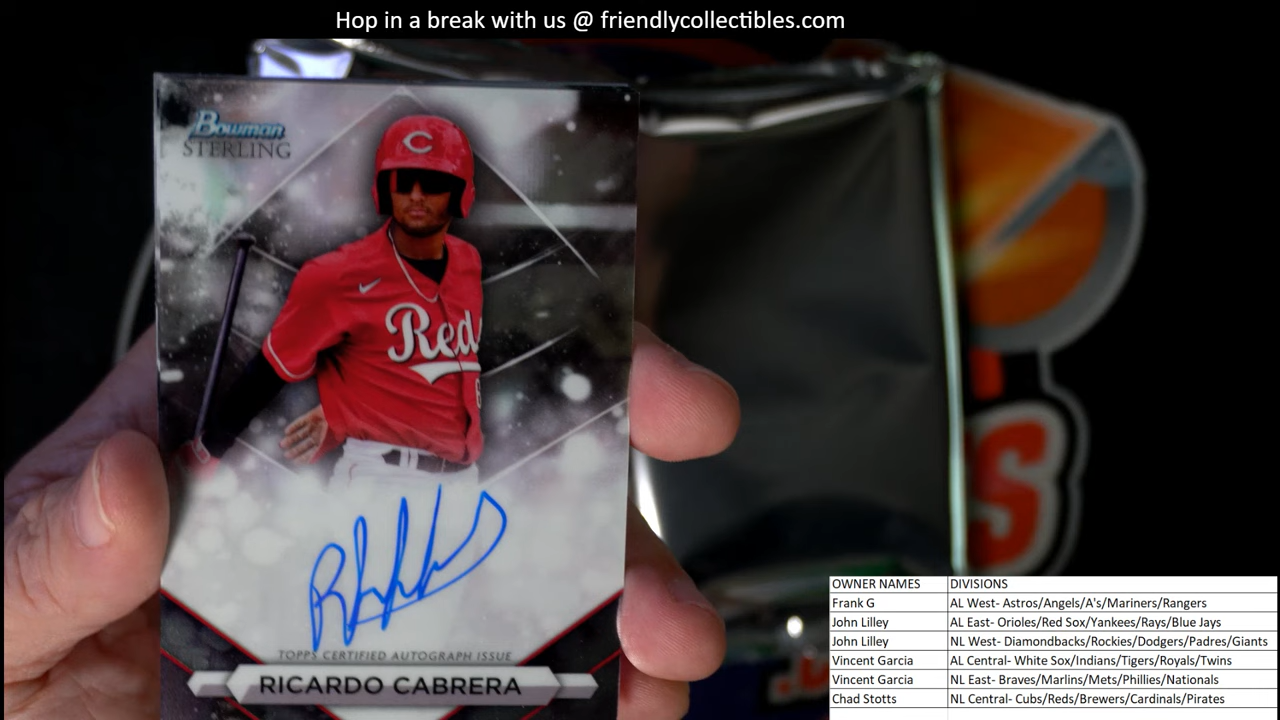 Hop in a break with us @ friendlycollectibles.com
Bowman
STERLING
C
Reds
TOPPS CERTIFIED AUTOGRAPH ISSUE
RICARDO CABRERA
OWNER NAMES DIVISIONS
Frank G AL West- Astros/Angels/A's/Mariners/Rangers
John Lilley AL East- Orioles/Red Sox/Yankees/Rays/Blue Jays
John Lilley NL West- Diamondbacks/Rockies/Dodgers/Padres/Giants
Vincent Garcia AL Central- White Sox/Indians/Tigers/Royals/Twins
Vincent Garcia NL East- Braves/Marlins/Mets/Phillies/Nationals
Chad Stotts NL Central- Cubs/Reds/Brewers/Cardinals/Pirates